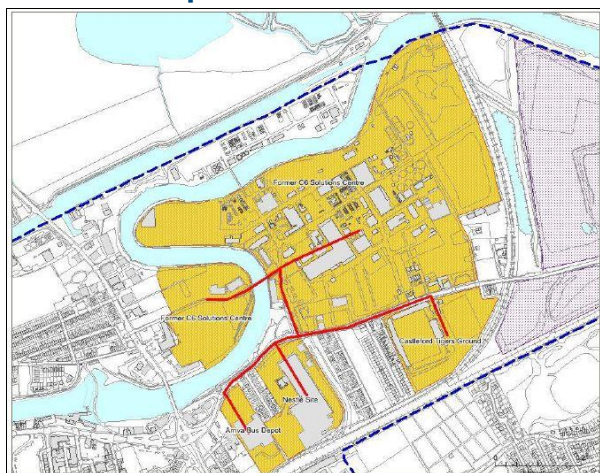 Former C6 Solutions Centre
Former C6 Solutions Centre
Castleford Tigers Ground
Nestle Site
Arriva Bus Depot